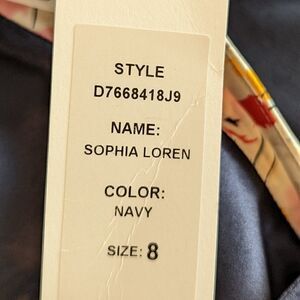 STYLE
D7668418J9
NAME:
SOPHIA LOREN
COLOR:
NAVY
SIZE: 8